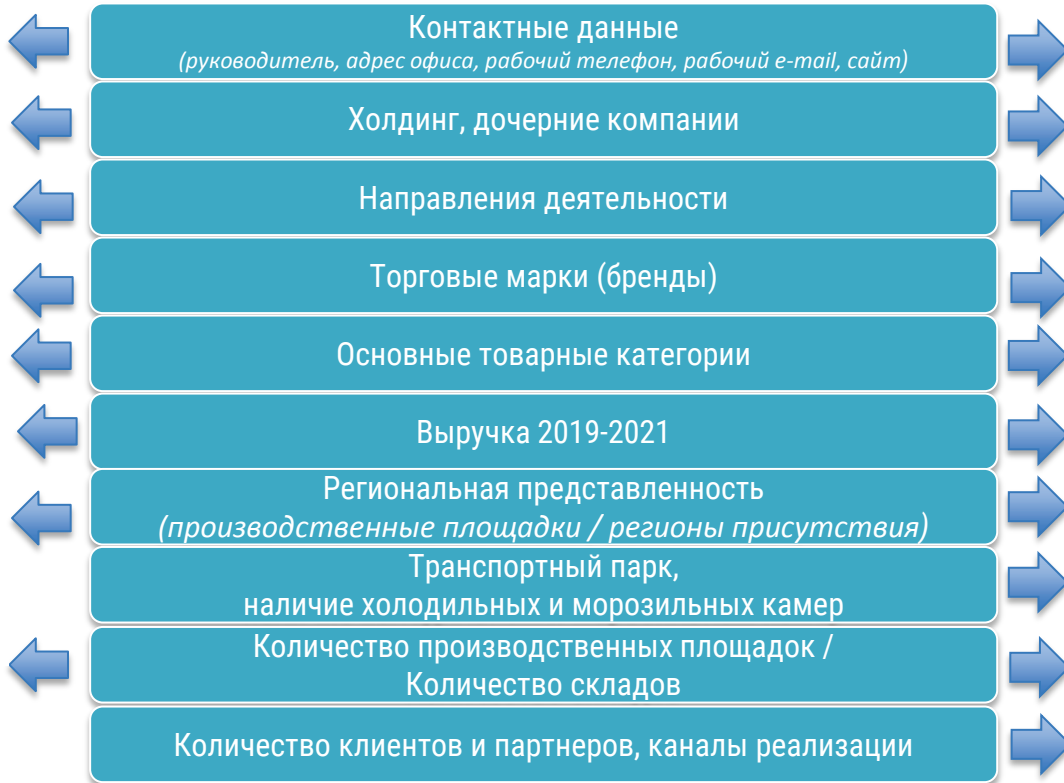 Контактные данные
(руководитель, адрес офиса, рабочий телефон, рабочий e-mail, сайт)
Холдинг, дочерние компании
Направления деятельности
Торговые марки (бренды)
Основные товарные категории
Выручка 2019-2021
Региональная представленность
(производственные площадки / регионы присутствия)
Транспортный парк,
наличие холодильных и морозильных камер
Количество производственных площадок /
Количество складов
Количество клиентов и партнеров, каналы реализации